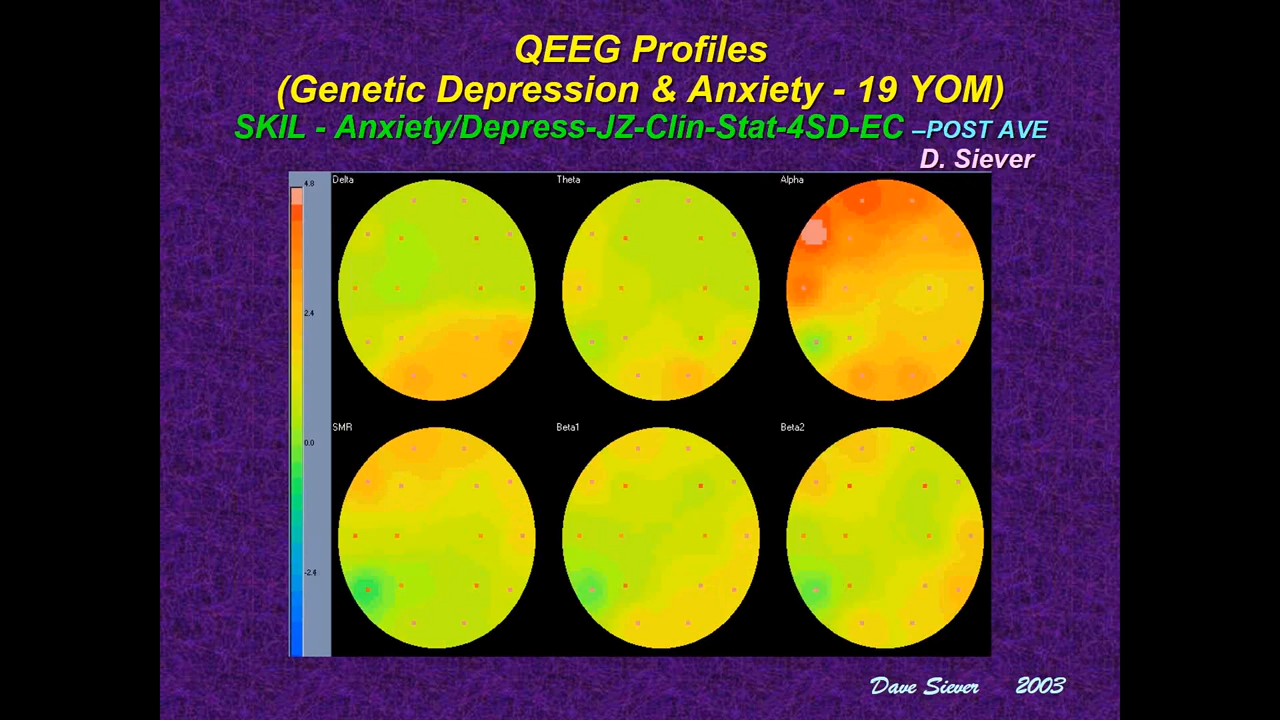 QEEG Profiles
(Genetic Depression & Anxiety - 19 YOM)
SKIL - Anxiety/Depress-JZ-Clin-Stat-4SD-EC –POST AVE
D. Siever
4.8
2.4
0.0
-2.4
Delta
Theta
Alpha
SMR
Beta1
Beta2
Dave Siever 2003